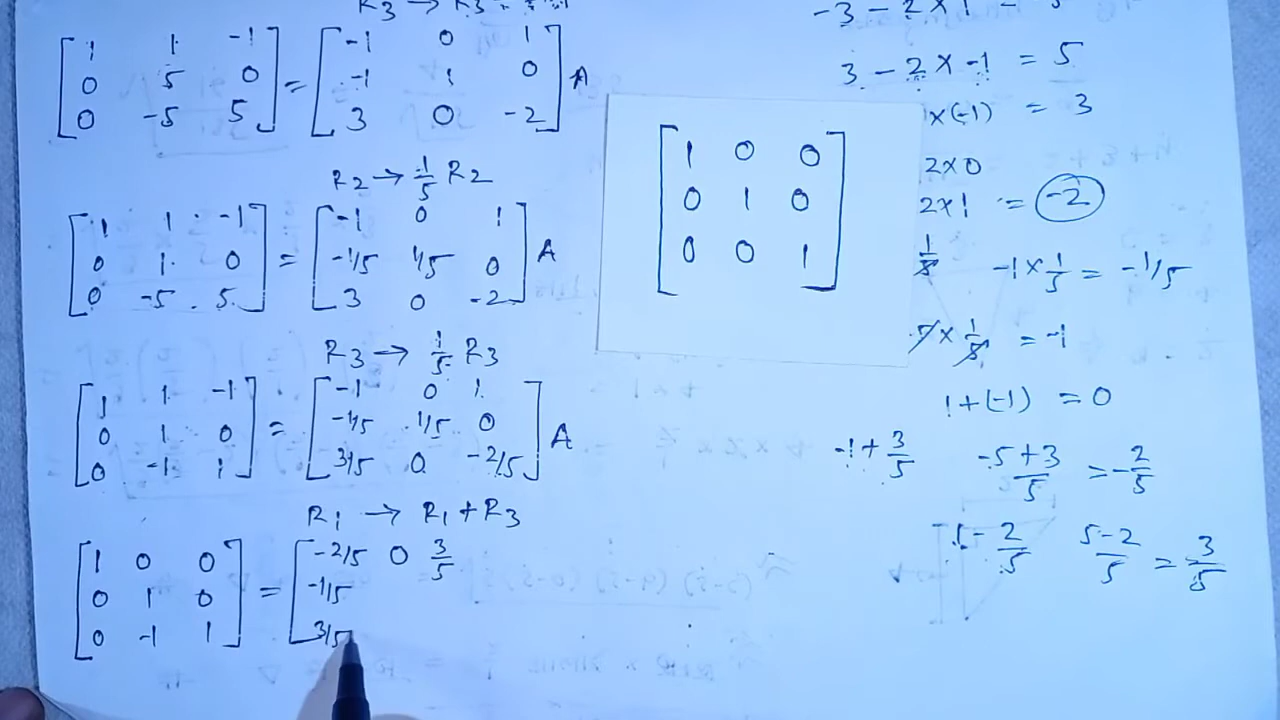 R3 → R3 -
[1 1 -1] = [-1 0 1]
[0 5 0] = [-1 1 0] A
[0 -5 5] [3 0 -2]
R2 → 1/5 R2
[1 1 -1] [-1 0 1]
[0 1 0] = [-1/5 1/5 0] A
[0 -5 5] [3 0 -2]
R3 → 1/5 R3
[1 1 -1] [-1 0 1]
[0 1 0] = [-1/5 1/5 0] A
[0 -1 1] [3/5 0 -2/5]
R1 → R1 + R3
[1 0 0] [-2/5 0 3/5
[0 1 0] = [-1/5
[0 -1 1] [3/5
[1 0 0]
[0 1 0]
[0 0 1]
-3 - 2 × 1 =
3 - 2 × -1 = 5
×(-1) = 3
2×0
2×1 = -2
-1 × 1/5 = -1/5
= -1
1 + (-1) = 0
-1 + 3/5 -5+3/5 = -2/5
1 - 2/5 5-2/5 = 3/5